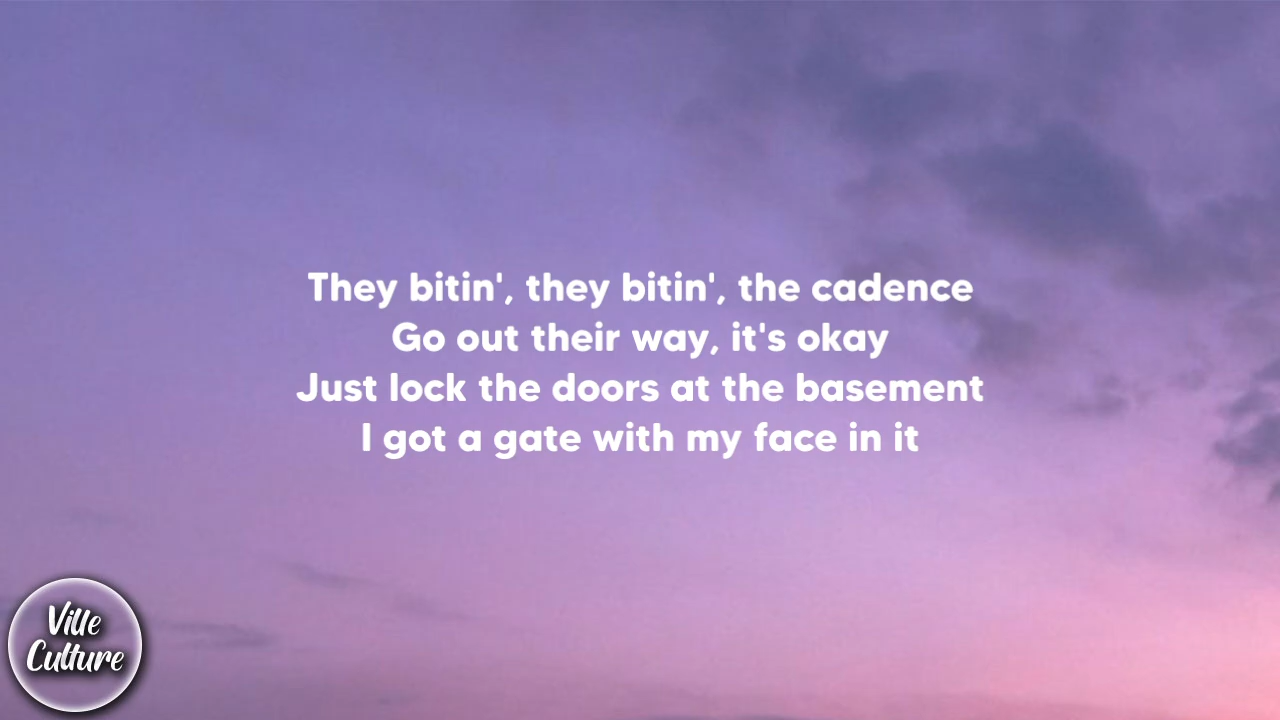 They bitin', they bitin', the cadence
Go out their way, it's okay
Just lock the doors at the basement
I got a gate with my face in it
Ville
Culture